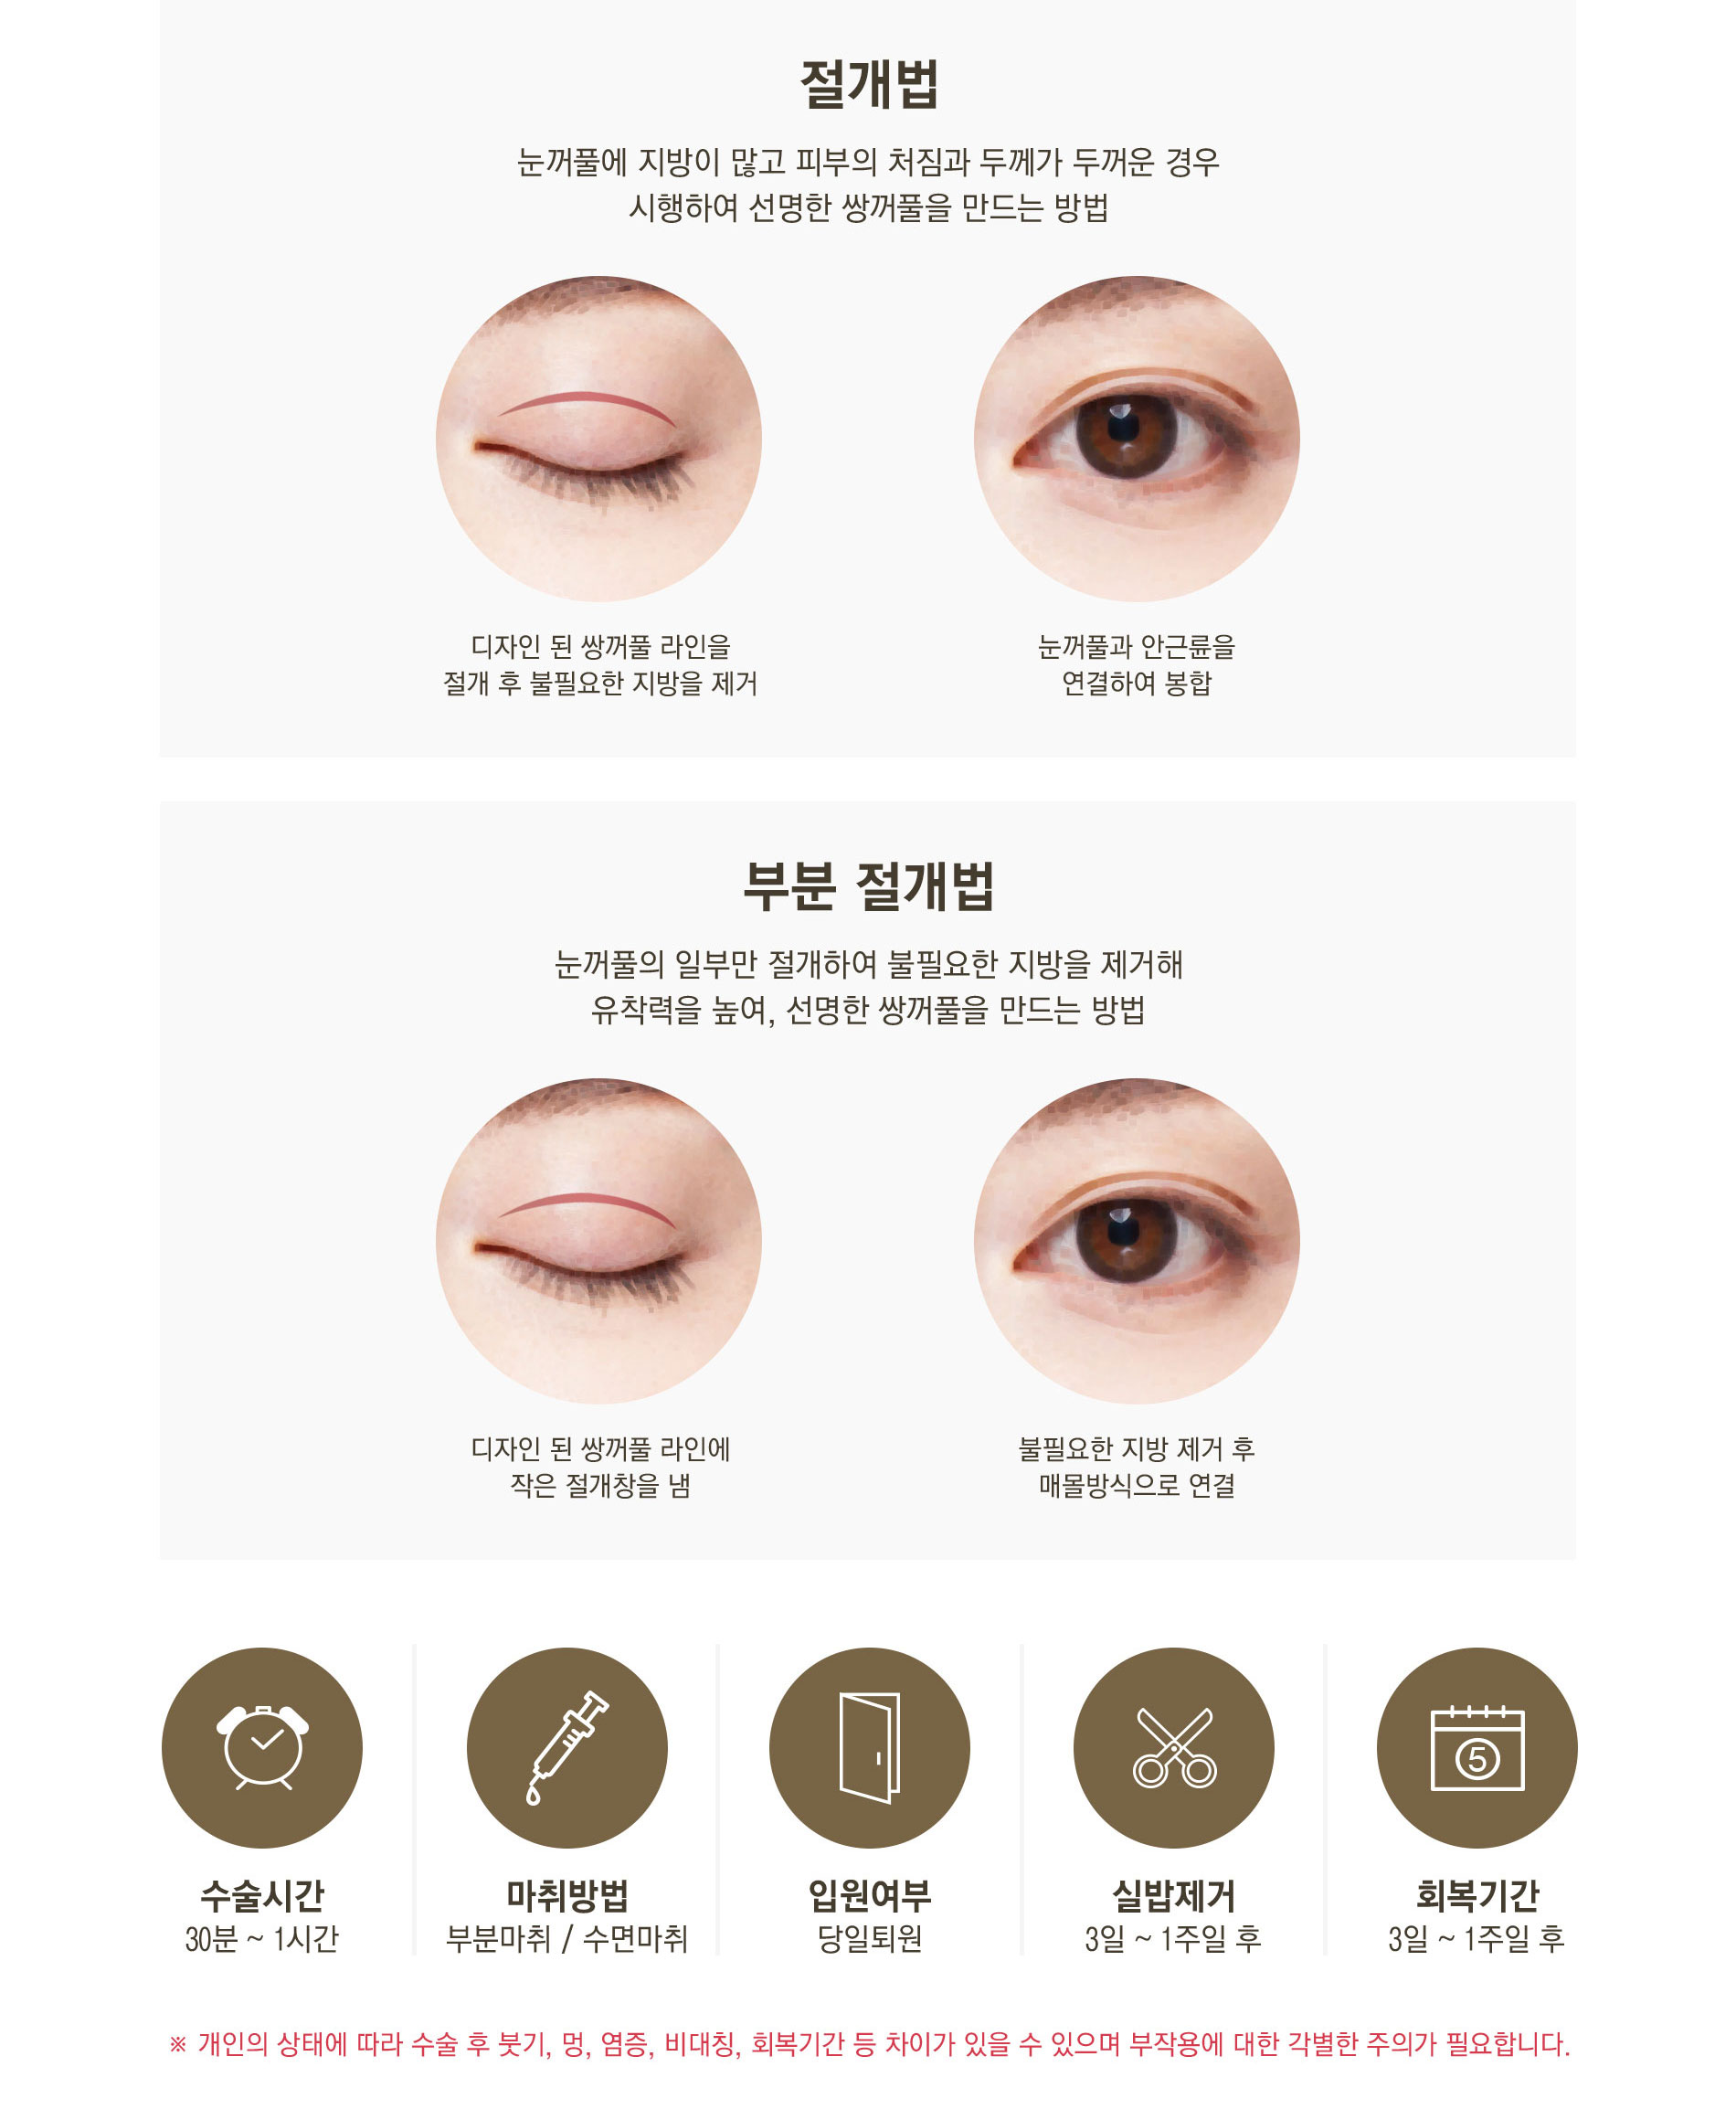 절개법
눈꺼풀에 지방이 많고 피부의 처짐과 두께가 두꺼운 경우
시행하여 선명한 쌍꺼풀을 만드는 방법
디자인 된 쌍꺼풀 라인을
절개 후 불필요한 지방을 제거
눈꺼풀과 안근륜을
연결하여 봉합
부분 절개법
눈꺼풀의 일부만 절개하여 불필요한 지방을 제거해
유착력을 높여, 선명한 쌍꺼풀을 만드는 방법
디자인 된 쌍꺼풀 라인에
작은 절개창을 냄
불필요한 지방 제거 후
매몰방식으로 연결
5
수술시간
30분 ~ 1시간
마취방법
부분마취 / 수면마취
입원여부
당일퇴원
실밥제거
3일 ~ 1주일 후
회복기간
3일 ~ 1주일 후
※ 개인의 상태에 따라 수술 후 붓기, 멍, 염증, 비대칭, 회복기간 등 차이가 있을 수 있으며 부작용에 대한 각별한 주의가 필요합니다.